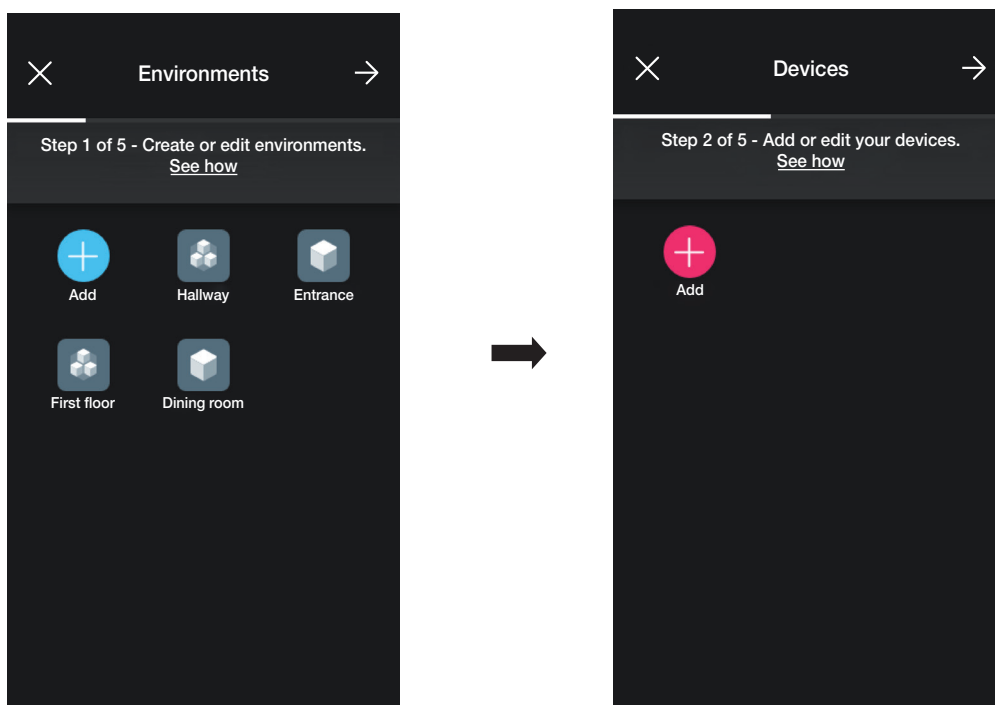 Environments
Step 1 of 5 - Create or edit environments.
See how
Add
Hallway
Entrance
First floor
Dining room
Devices
Step 2 of 5 - Add or edit your devices.
See how
Add